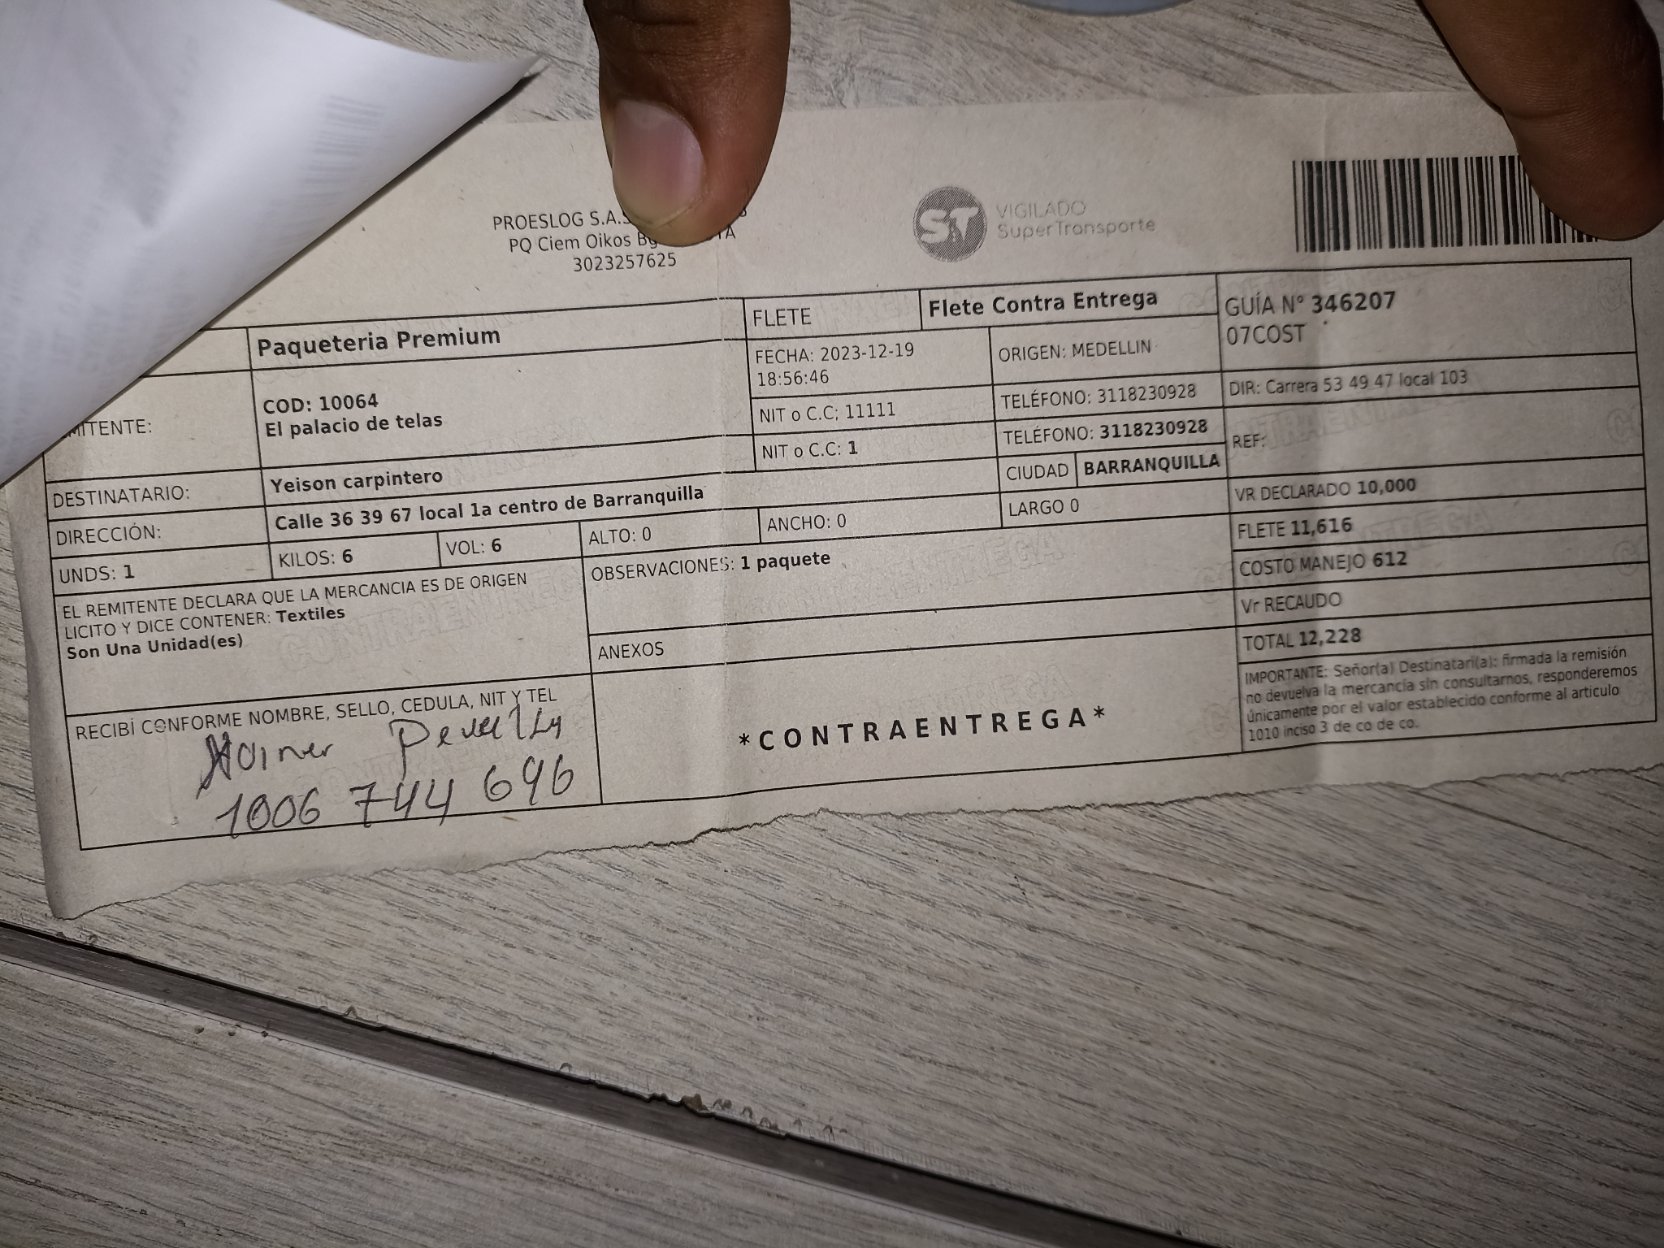 PROESLOG S.A.S
PQ Ciem Oikos
3023257625
VIGILADO
SuperTransporte
Paqueteria Premium
FLETE
Flete Contra Entrega
GUÍA N° 346207
07COST
COD: 10064
El palacio de telas
FECHA: 2023-12-19
18:56:46
ORIGEN: MEDELLIN
NIT o C.C: 11111
TELÉFONO: 3118230928
DIR: Carrera 53 49 47 local 103
DESTINATARIO:
Yeison carpintero
NIT o C.C: 1
TELÉFONO: 3118230928
REF:
DIRECCIÓN:
Calle 36 39 67 local 1a centro de Barranquilla
CIUDAD
BARRANQUILLA
UNDS: 1
KILOS: 6
VOL: 6
ALTO: 0
ANCHO: 0
LARGO 0
VR DECLARADO 10,000
FLETE 11,616
COSTO MANEJO 612
Vr RECAUDO
TOTAL 12,228
EL REMITENTE DECLARA QUE LA MERCANCIA ES DE ORIGEN
LICITO Y DICE CONTENER: Textiles
Son Una Unidad(es)
OBSERVACIONES: 1 paquete
ANEXOS
RECIBÍ CONFORME NOMBRE, SELLO, CEDULA, NIT Y TEL
1006 744 696
*CONTRAENTREGA*
IMPORTANTE: Señor(a) Destinatari(a): firmada la remisión
no devuelva la mercancia sin consultarnos, responderemos
únicamente por el valor establecido conforme al articulo
1010 inciso 3 de co de co.